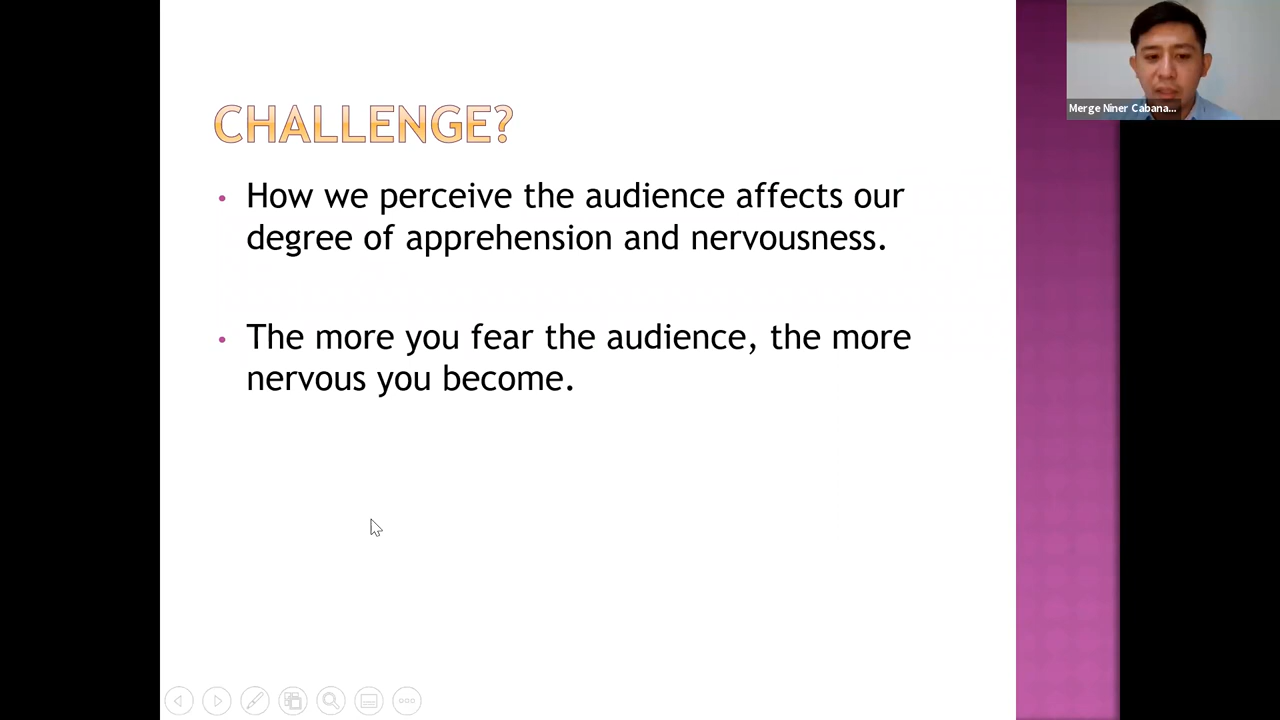 Merge Niner Cabana...
CHALLENGE?
• How we perceive the audience affects our
degree of apprehension and nervousness.
• The more you fear the audience, the more
nervous you become.